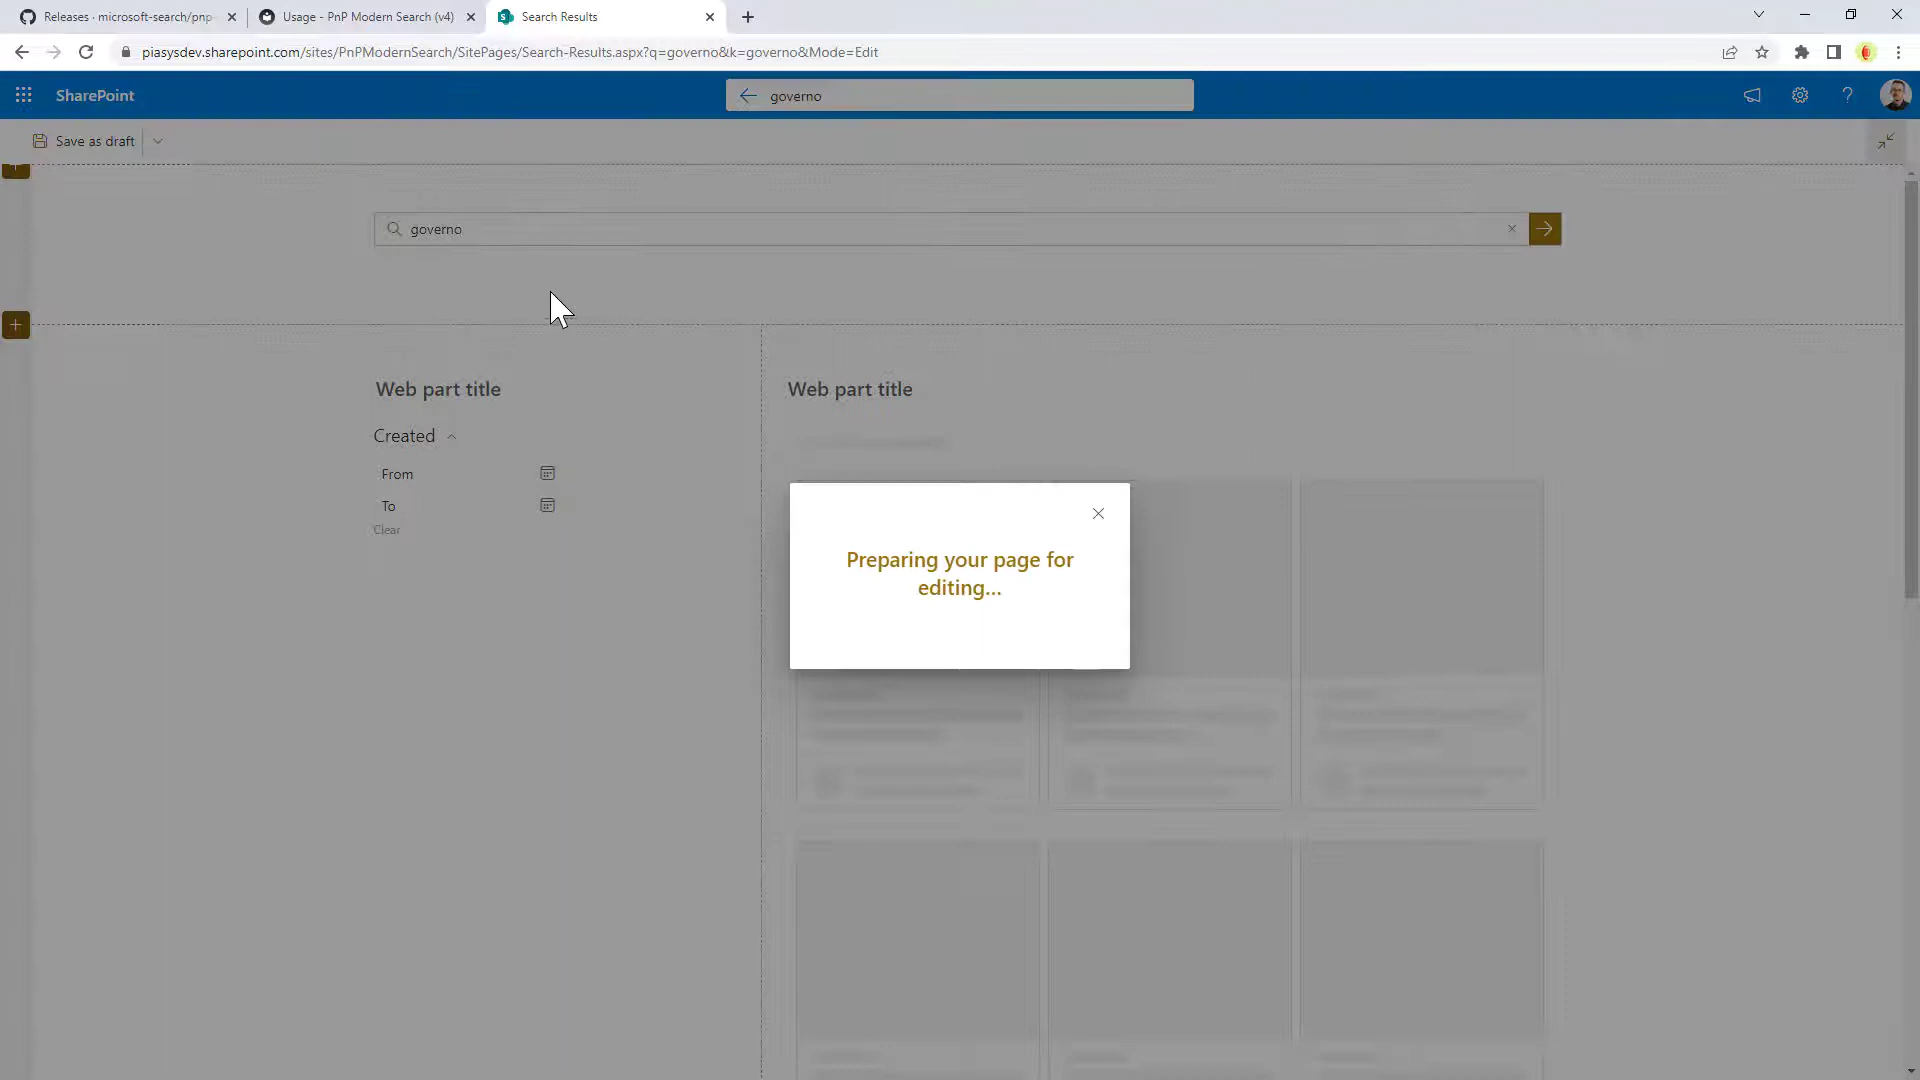 Releases · microsoft-search/pnp-
Usage - PnP Modern Search (v4)
Search Results
piasysdev.sharepoint.com/sites/PnPModernSearch/SitePages/Search-Results.aspx?q=governo&k=governo&Mode=Edit
SharePoint
governo
Save as draft
governo
Web part title
Web part title
Created
From
To
Clear
Preparing your page for
editing...